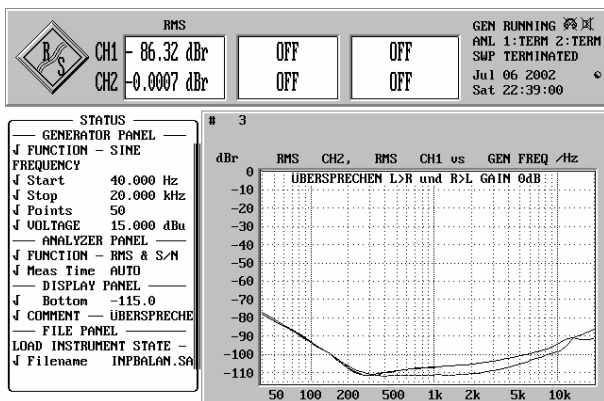 RMS
R
S
CH1 - 86.32 dBr
CH2 -0.0007 dBr
OFF
OFF
OFF
OFF
GEN RUNNING
ANL 1:TERM 2:TERM
SWP TERMINATED
Jul 06 2002
Sat 22:39:00
STATUS
GENERATOR PANEL
FUNCTION - SINE
FREQUENCY
Start 40.000 Hz
Stop 20.000 kHz
Points 50
VOLTAGE 15.000 dBu
ANALYZER PANEL
FUNCTION - RMS & S/N
Meas Time AUTO
DISPLAY PANEL
Bottom -115.0
COMMENT - ÜBERSPRECHE
FILE PANEL
LOAD INSTRUMENT STATE -
Filename INPBALAN.SA
# 3
dBr RMS CH2, RMS CH1 vs GEN FREQ /Hz
ÜBERSPRECHEN L>R und R>L GAIN 0dB
0
-10
-20
-30
-40
-50
-60
-70
-80
-90
-100
-110
50 100 200 500 1k 2k 5k 10k